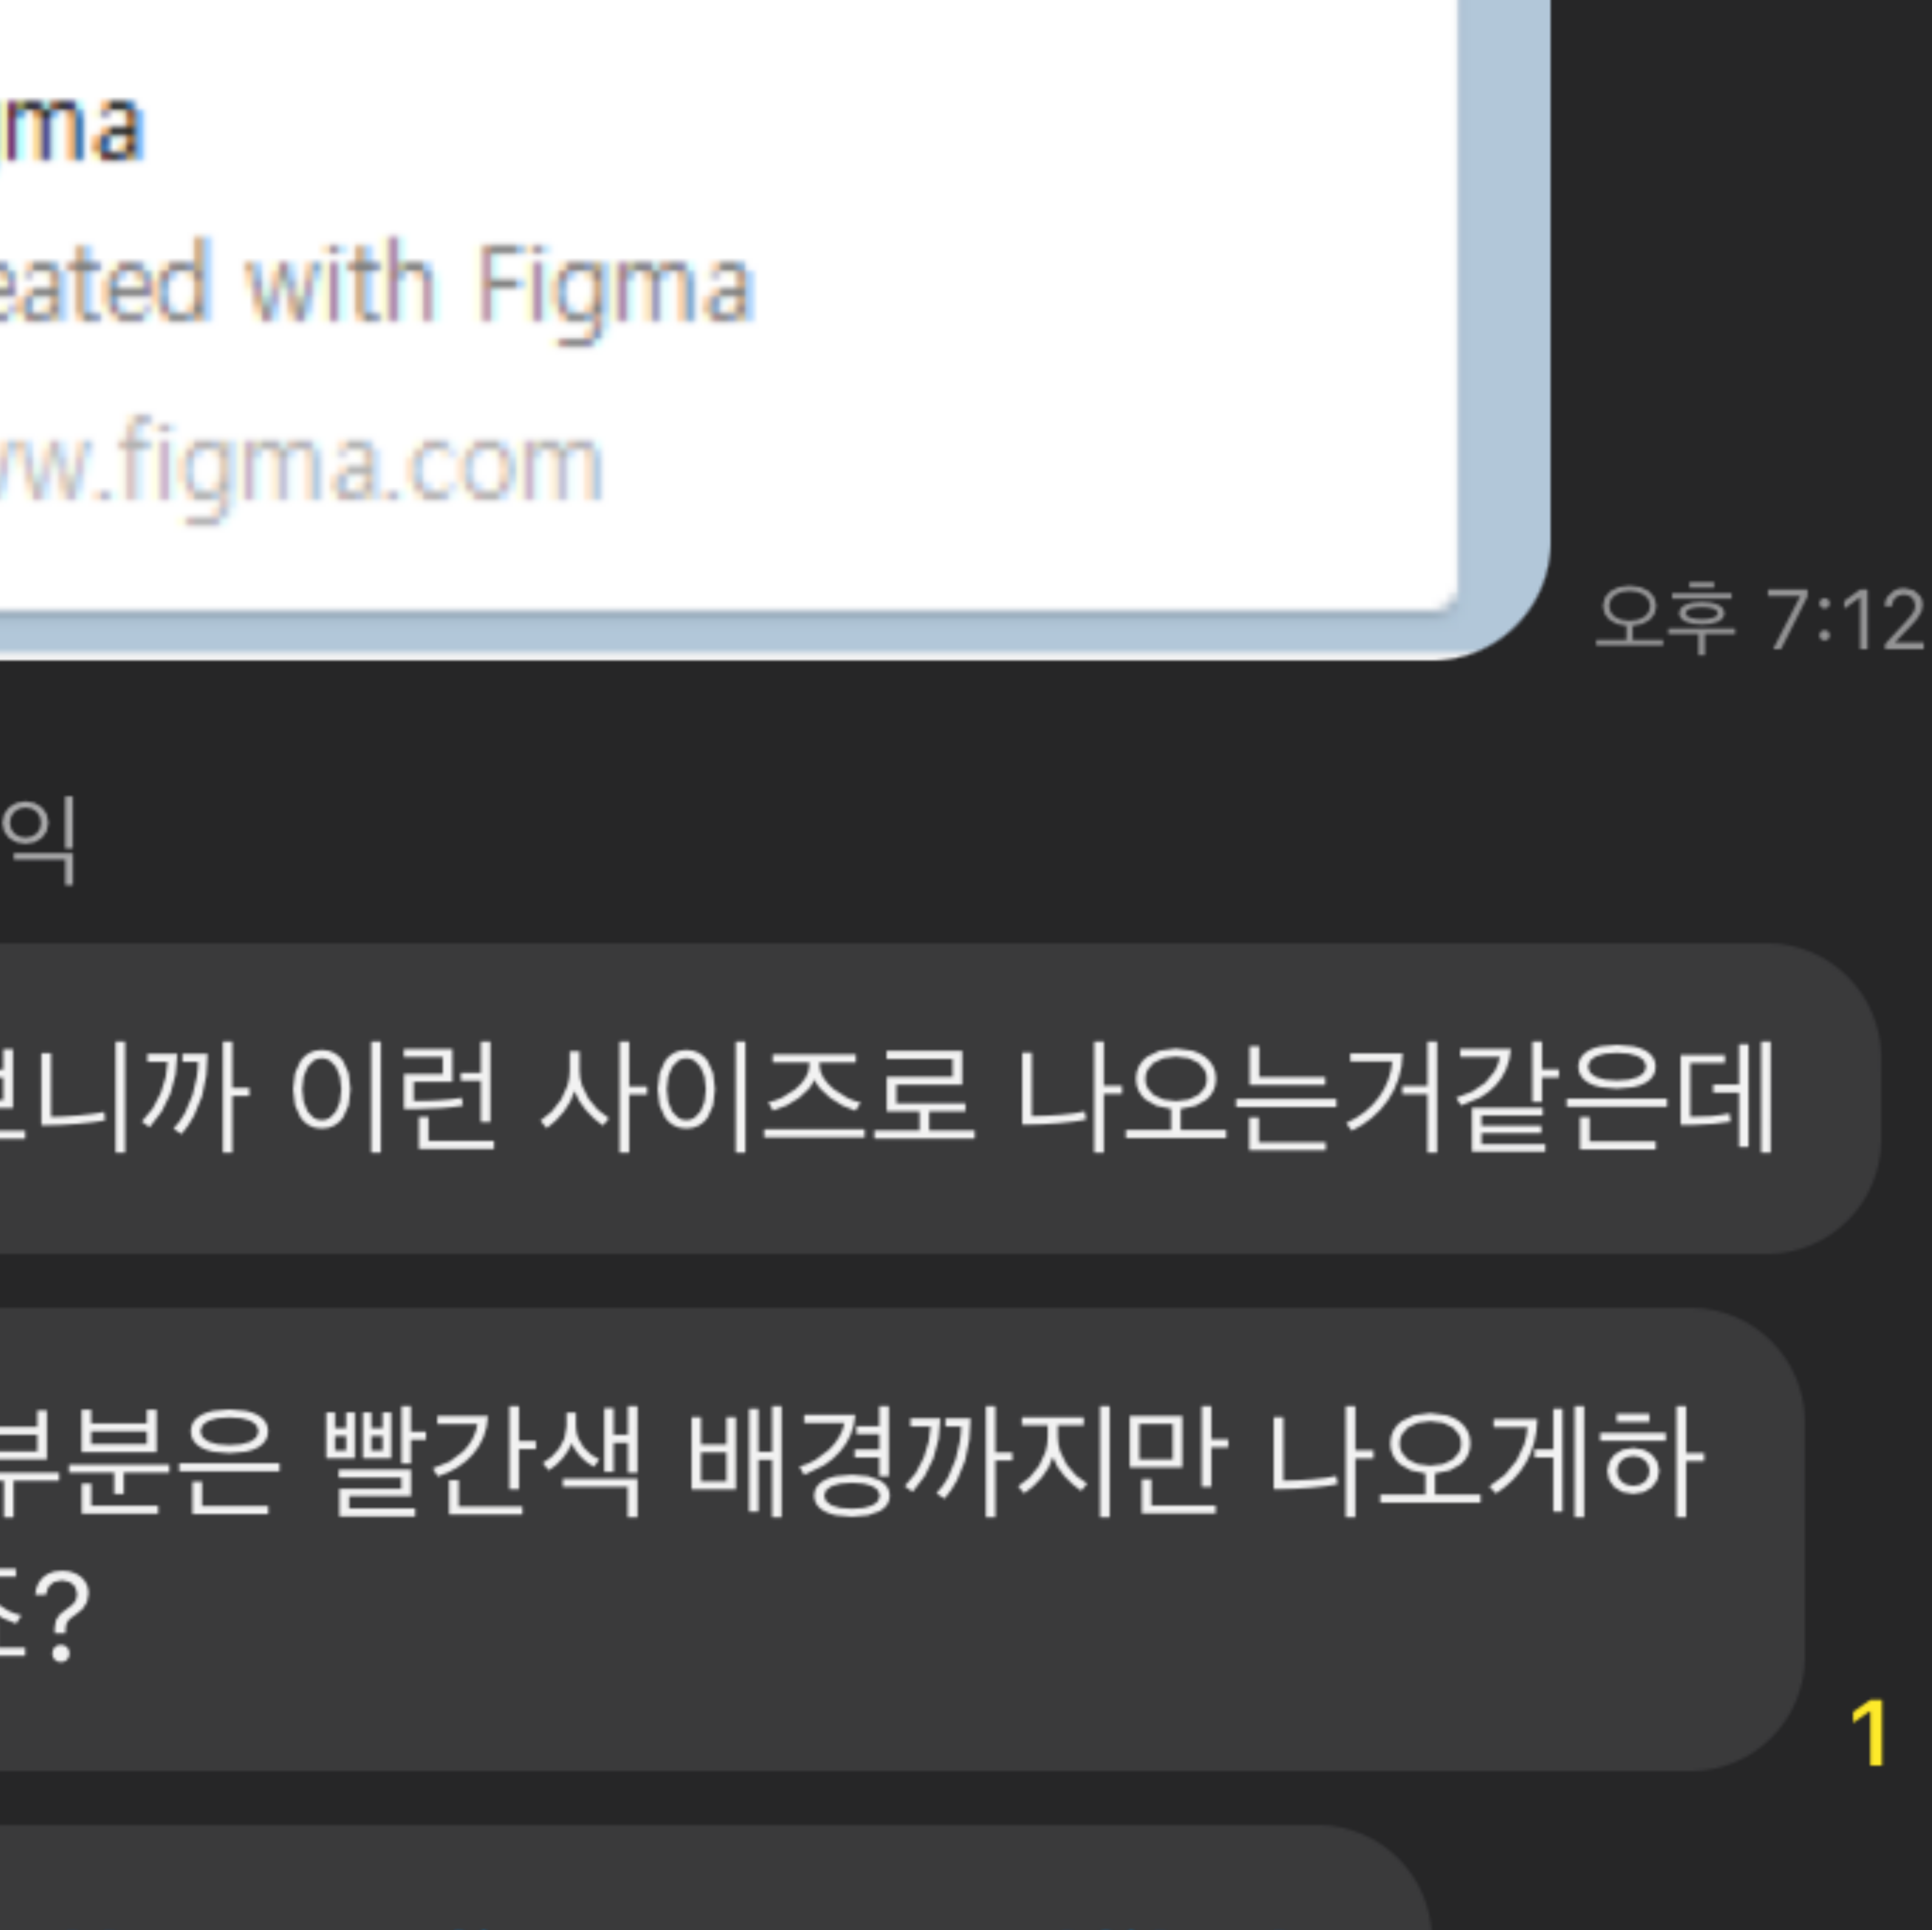 ma
eated with Figma
w.figma.com
오후 7:12
익
니까 이런 사이즈로 나오는거같은데
부분은 빨간색 배경까지만 나오게하
?
1